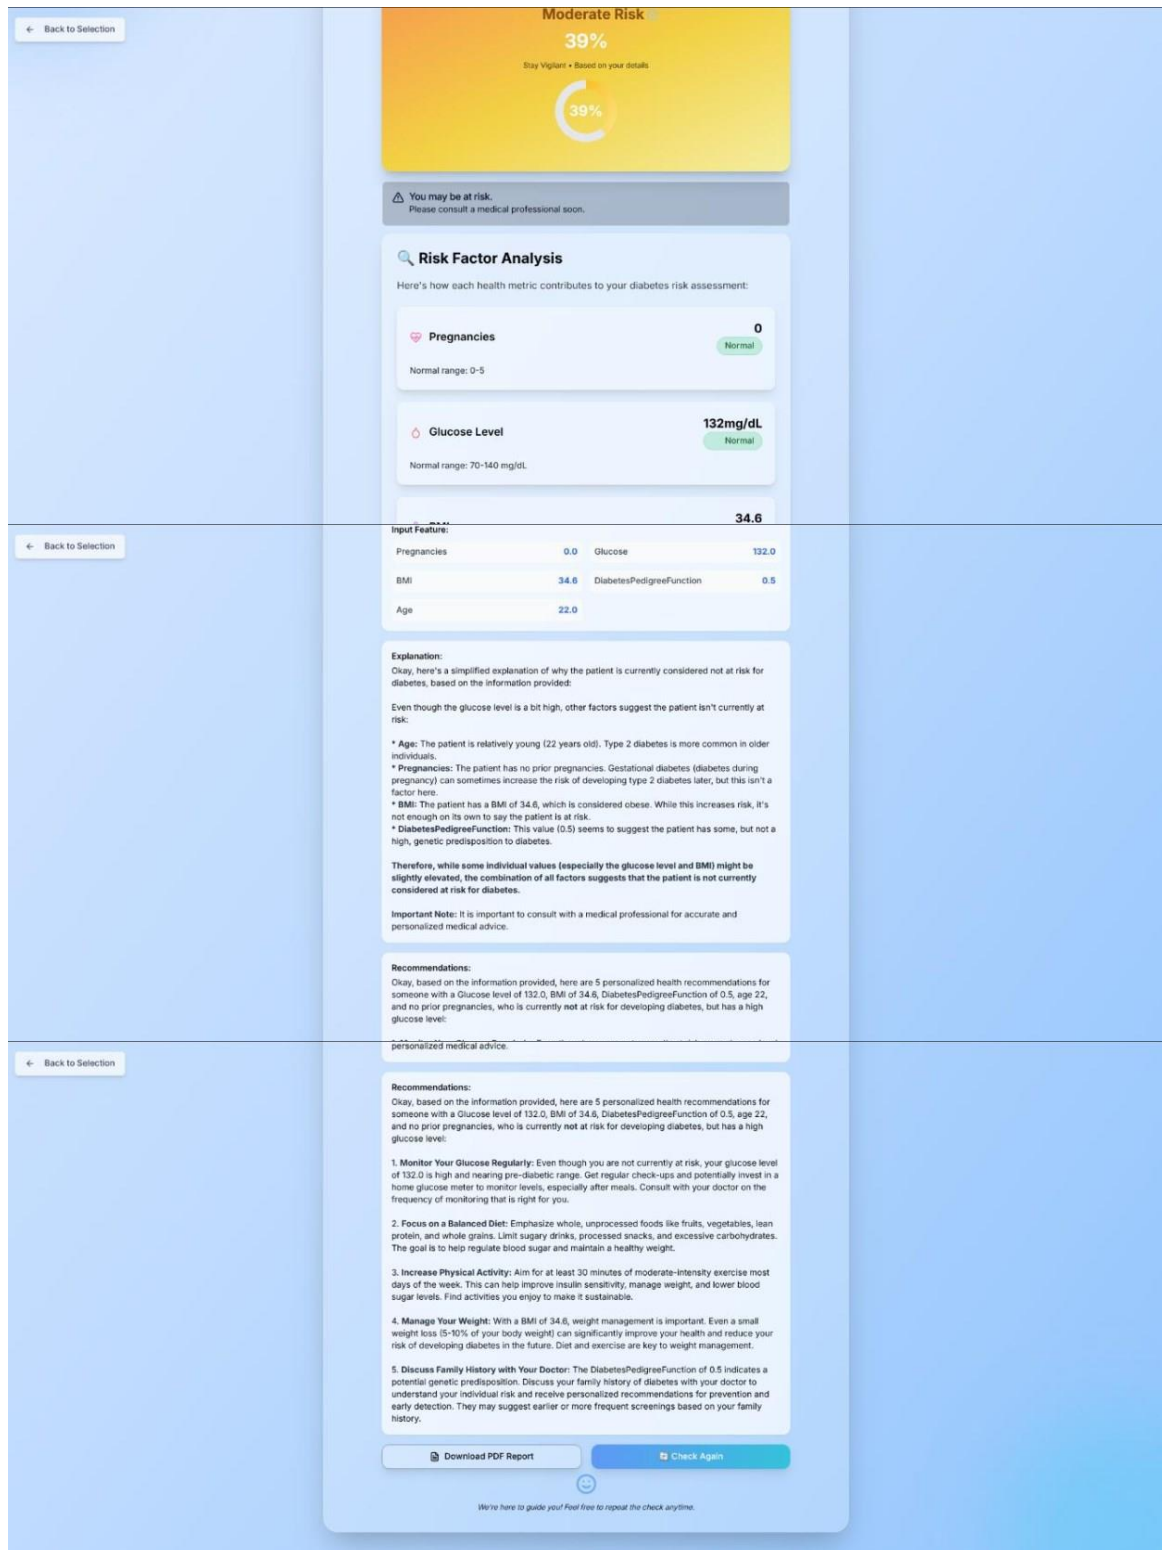 ← Back to Selection
Moderate Risk
39%
Stay Vigilant • Based on your details
39%
You may be at risk.
Please consult a medical professional soon.
Risk Factor Analysis
Here's how each health metric contributes to your diabetes risk assessment:
Pregnancies
0
Normal
Normal range: 0-5
Glucose Level
132mg/dL
Normal
Normal range: 70-140 mg/dL
34.6
← Back to Selection
Input Feature:
Pregnancies 0.0 Glucose 132.0
BMI 34.6 DiabetesPedigreeFunction 0.5
Age 22.0
Explanation:
Okay, here's a simplified explanation of why the patient is currently considered not at risk for
diabetes, based on the information provided:
Even though the glucose level is a bit high, other factors suggest the patient isn't currently at
risk:
* Age: The patient is relatively young (22 years old). Type 2 diabetes is more common in older
individuals.
* Pregnancies: The patient has no prior pregnancies. Gestational diabetes (diabetes during
pregnancy) can sometimes increase the risk of developing type 2 diabetes later, but this isn't a
factor here.
* BMI: The patient has a BMI of 34.6, which is considered obese. While this increases risk, it's
not enough on its own to say the patient is at risk.
* DiabetesPedigreeFunction: This value (0.5) seems to suggest the patient has some, but not a
high, genetic predisposition to diabetes.
Therefore, while some individual values (especially the glucose level and BMI) might be
slightly elevated, the combination of all factors suggests that the patient is not currently
considered at risk for diabetes.
Important Note: It is important to consult with a medical professional for accurate and
personalized medical advice.
Recommendations:
Okay, based on the information provided, here are 5 personalized health recommendations for
someone with a Glucose level of 132.0, BMI of 34.6, DiabetesPedigreeFunction of 0.5, age 22,
and no prior pregnancies, who is currently not at risk for developing diabetes, but has a high
glucose level:
← Back to Selection
personalized medical advice.
Recommendations:
Okay, based on the information provided, here are 5 personalized health recommendations for
someone with a Glucose level of 132.0, BMI of 34.6, DiabetesPedigreeFunction of 0.5, age 22,
and no prior pregnancies, who is currently not at risk for developing diabetes, but has a high
glucose level:
1. Monitor Your Glucose Regularly: Even though you are not currently at risk, your glucose level
of 132.0 is high and nearing pre-diabetic range. Get regular check-ups and potentially invest in a
home glucose meter to monitor levels, especially after meals. Consult with your doctor on the
frequency of monitoring that is right for you.
2. Focus on a Balanced Diet: Emphasize whole, unprocessed foods like fruits, vegetables, lean
protein, and whole grains. Limit sugary drinks, processed snacks, and excessive carbohydrates.
The goal is to help regulate blood sugar and maintain a healthy weight.
3. Increase Physical Activity: Aim for at least 30 minutes of moderate-intensity exercise most
days of the week. This can help improve insulin sensitivity, manage weight, and lower blood
sugar levels. Find activities you enjoy to make it sustainable.
4. Manage Your Weight: With a BMI of 34.6, weight management is important. Even a small
weight loss (5-10% of your body weight) can significantly improve your health and reduce your
risk of developing diabetes in the future. Diet and exercise are key to weight management.
5. Discuss Family History with Your Doctor: The DiabetesPedigreeFunction of 0.5 indicates a
potential genetic predisposition. Discuss your family history of diabetes with your doctor to
understand your individual risk and receive personalized recommendations for prevention and
early detection. They may suggest earlier or more frequent screenings based on your family
history.
Download PDF Report
Check Again
We're here to guide you! Feel free to repeat the check anytime.